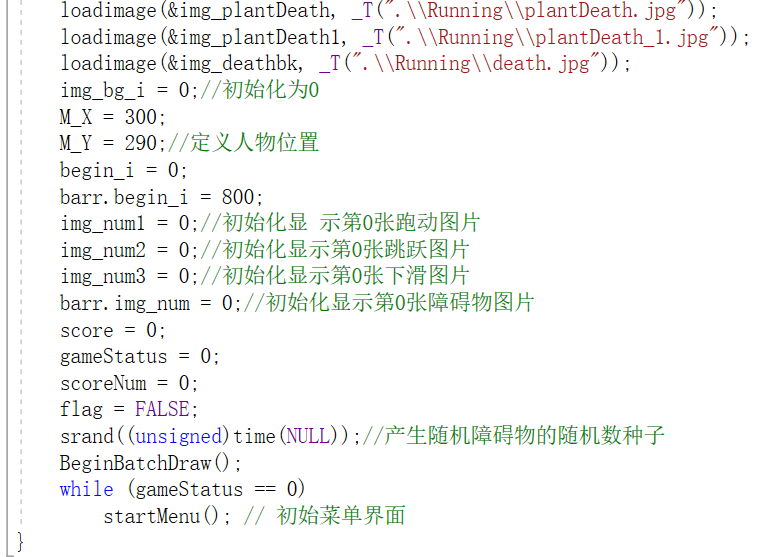 loadimage(&img_plantDeath, _T(".\\Running\\plantDeath.jpg"));
loadimage(&img_plantDeath1, _T(".\\Running\\plantDeath_1.jpg"));
loadimage(&img_deathbk, _T(".\\Running\\death.jpg"));
img_bg_i = 0;//初始化为0
M_X = 300;
M_Y = 290;//定义人物位置
begin_i = 0;
barr.begin_i = 800;
img_num1 = 0;//初始化显 示第0张跑动图片
img_num2 = 0;//初始化显示第0张跳跃图片
img_num3 = 0;//初始化显示第0张下滑图片
barr.img_num = 0;//初始化显示第0张障碍物图片
score = 0;
gameStatus = 0;
scoreNum = 0;
flag = FALSE;
srand((unsigned)time(NULL));//产生随机障碍物的随机数种子
BeginBatchDraw();
while (gameStatus == 0)
startMenu(); // 初始菜单界面
}